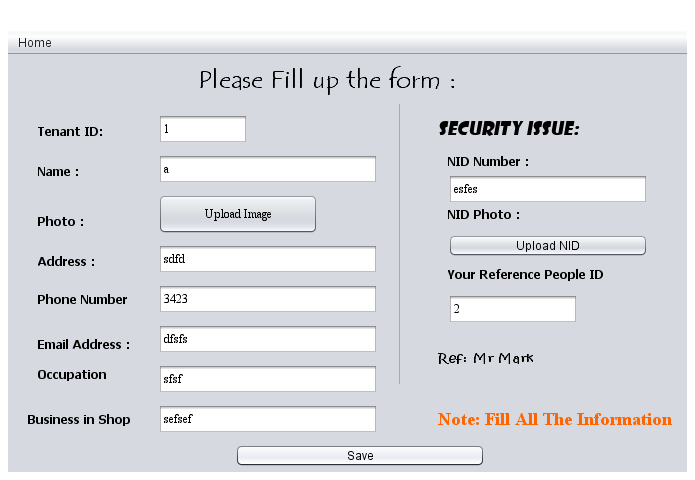 Home
Please Fill up the form :
Tenant ID:
1
Name :
a
Photo :
Upload Image
Address :
sdfd
Phone Number
3423
Email Address :
dfsfs
Occupation
sfsf
Business in Shop
sefsef
SECURITY ISSUE:
NID Number :
esfes
NID Photo :
Upload NID
Your Reference People ID
2
Ref: Mr Mark
Note: Fill All The Information
Save